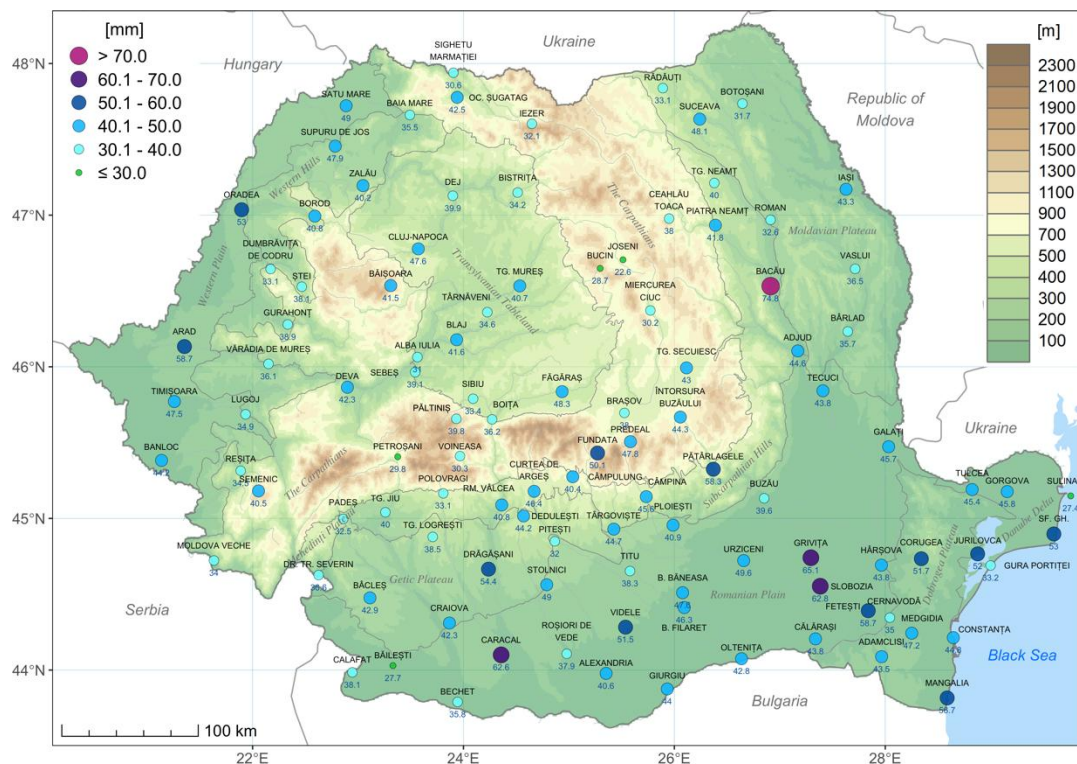 [mm]
> 70.0
60.1 - 70.0
50.1 - 60.0
40.1 - 50.0
30.1 - 40.0
≤ 30.0
[m]
2300
2100
1900
1700
1500
1300
1100
900
700
500
400
300
200
100
48°N
47°N
46°N
45°N
44°N
22°E
24°E
26°E
28°E
100 km
Ukraine
Hungary
Republic of
Moldova
Ukraine
Serbia
Bulgaria
Black Sea
Western Hills
Western Plain
The Carpathians
Transylvanian Tableland
Moldavian Plateau
The Carpathians
Subcarpathian Hills
Getic Plateau
Romanian Plain
Dobrogea Plateau
Danube Delta
SIGHETU
MARMAȚIEI
30.6
OC. ȘUGATAG
42.5
SATU MARE
49
BAIA MARE
35.5
IEZER
32.1
RĂDĂUȚI
33.1
BOTOȘANI
31.7
SUCEAVA
48.1
SUPURU DE JOS
47.9
ZALĂU
40.2
DEJ
39.9
BISTRIȚA
34.2
TG. NEAMȚ
40
IAȘI
43.3
CEAHLĂU
TOACA
38
PIATRA NEAMȚ
41.8
ROMAN
32.6
ORADEA
53
BOROD
40.8
CLUJ-NAPOCA
47.6
JOSENI
22.6
BUCIN
28.7
BACĂU
74.8
VASLUI
36.5
DUMBRĂVIȚA
DE CODRU
33.1
ȘTEI
38.1
BĂIȘOARA
41.5
TG. MUREȘ
40.7
MIERCUREA
CIUC
30.2
TÂRNĂVENI
34.6
GURAHONȚ
38.9
BLAJ
41.6
BÂRLAD
35.7
ADJUD
44.6
ARAD
58.7
VĂRĂDIA DE MUREȘ
36.1
ALBA IULIA
31
SEBEȘ
39.1
TG. SECUIESC
43
DEVA
42.3
FĂGĂRAȘ
48.3
TECUCI
43.8
TIMIȘOARA
47.5
LUGOJ
34.9
SIBIU
33.4
PĂLTINIȘ
39.8
BOIȚA
36.2
BRAȘOV
ÎNTORSURA
BUZĂULUI
44.3
PREDEAL
47.8
GALAȚI
45.7
BANLOC
PETROȘANI
29.8
VOINEASA
30.3
FUNDATA
50.1
PĂTÂRLAGELE
58.3
REȘIȚA
SEMENIC
40.5
POLOVRAGI
33.1
CURTEA DE
ARGEȘ
RM. VÂLCEA
40.8
CÂMPULUNG
40.4
CÂMPINA
BUZĂU
39.6
TULCEA
45.4
GORGOVA
45.8
SULINA
27.4
PADEȘ
32.5
TG. JIU
40
DEDULEȘTI
44.2
PITEȘTI
32
TÂRGOVIȘTE
44.7
PLOIEȘTI
40.9
TG. LOGREȘTI
38.5
SF. GH.
53
JURILOVCA
52
GURA PORTIȚEI
33.2
CORUGEA
51.7
MOLDOVA VECHE
34
DR. TR. SEVERIN
DRĂGĂȘANI
54.4
STOLNICI
49
TITU
38.3
URZICENI
49.6
GRIVIȚA
65.1
HÂRȘOVA
43.8
SLOBOZIA
62.8
BÂCLEȘ
42.9
B. BĂNEASA
B. FILARET
46.3
FETEȘTI
58.7
CERNAVODĂ
35
MEDGIDIA
47.2
CRAIOVA
42.3
ROȘIORI DE
VEDE
37.9
VIDELE
51.5
CĂLĂRAȘI
43.8
CONSTANȚA
CARACAL
62.6
OLTENIȚA
42.8
ADAMCLISI
43.5
CALAFAT
38.1
BĂILEȘTI
27.7
ALEXANDRIA
40.6
GIURGIU
44
BECHET
35.8
MANGALIA